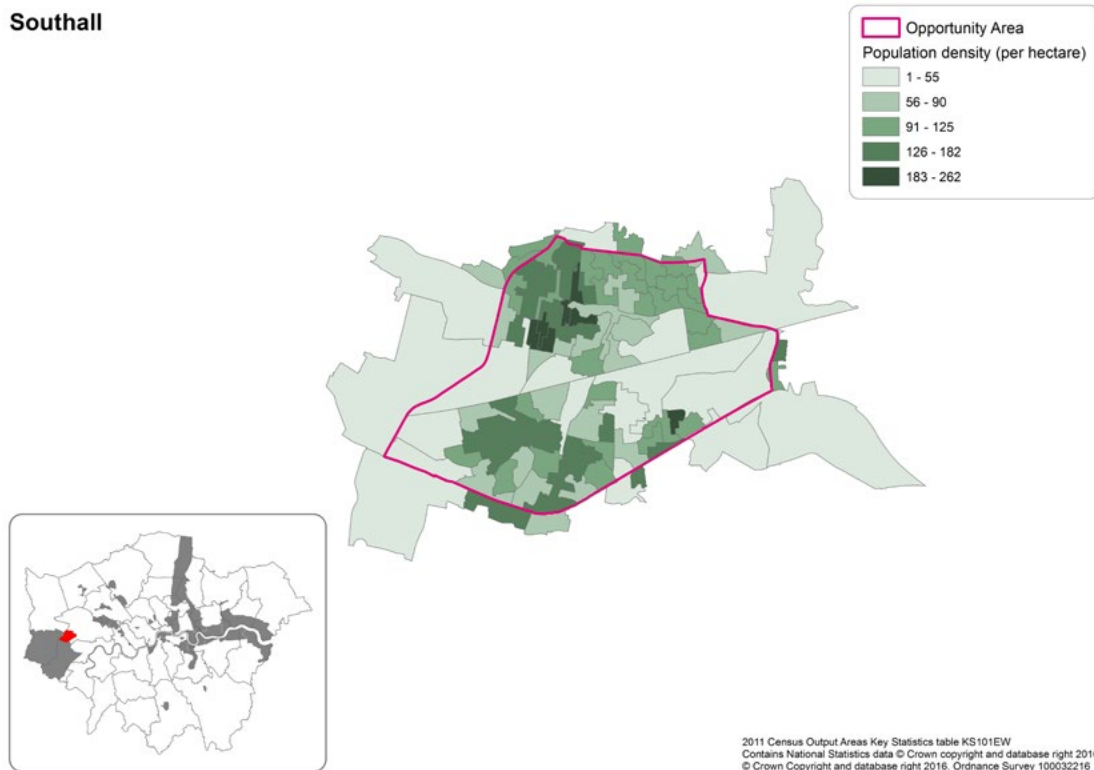 Southall
Opportunity Area
Population density (per hectare)
1 - 55
56 - 90
91 - 125
126 - 182
183 - 262
2011 Census Output Areas Key Statistics table KS101EW
Contains National Statistics data © Crown copyright and database right 201
© Crown Copyright and database right 2016. Ordnance Survey 100032216